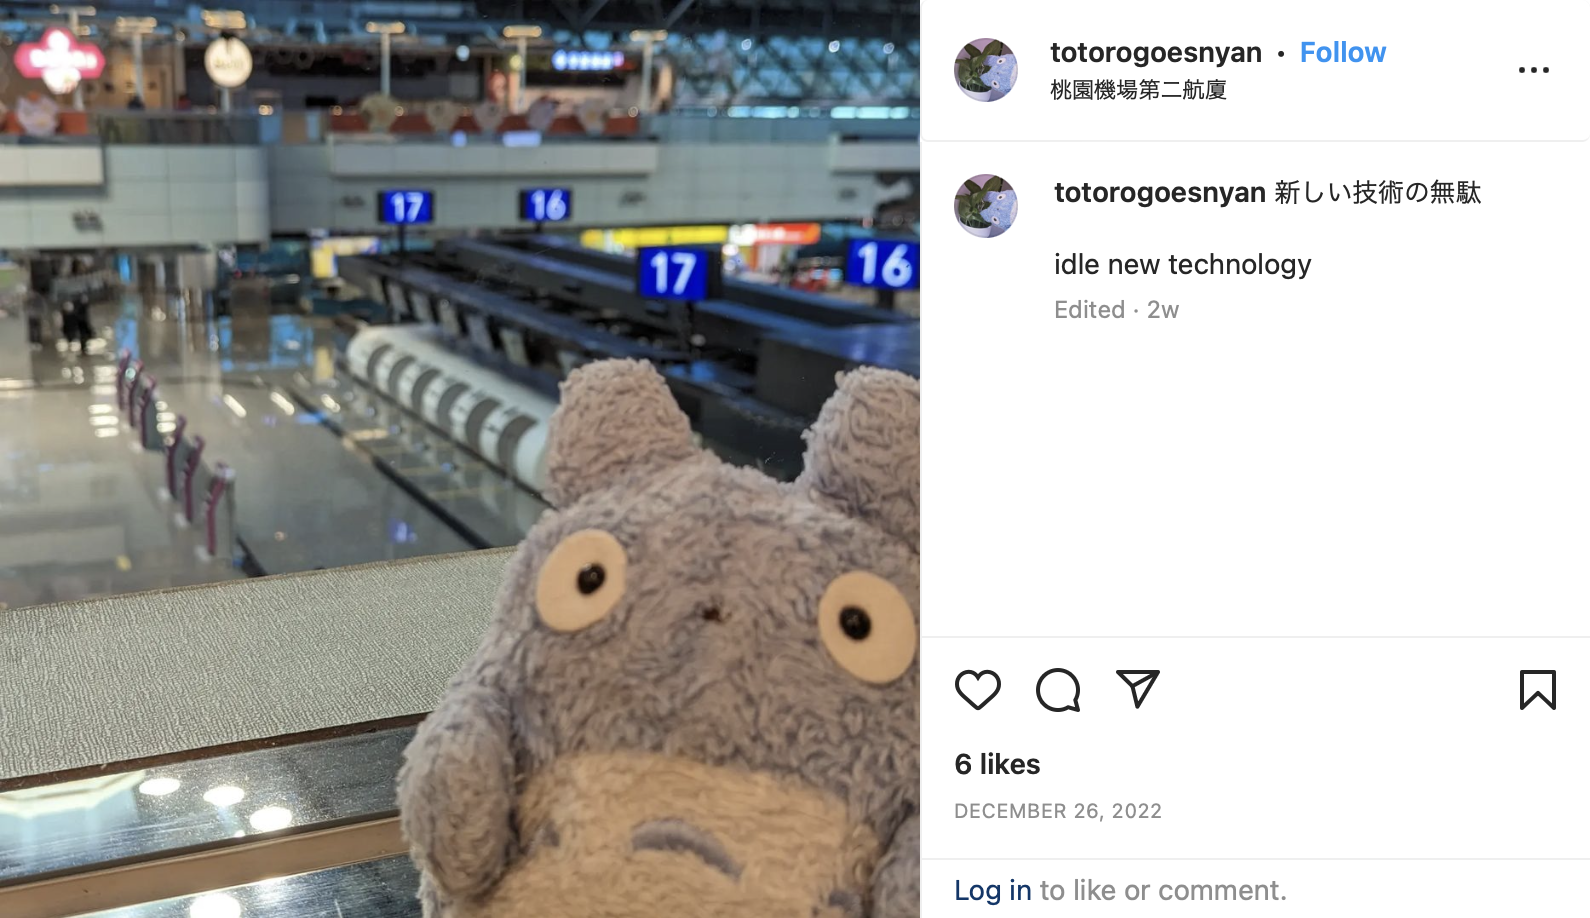 17
16
17
16
totorogoesnyan • Follow
桃園機場第二航廈
totorogoesnyan 新しい技術の無駄
idle new technology
Edited · 2w
6 likes
DECEMBER 26, 2022
Log in to like or comment.